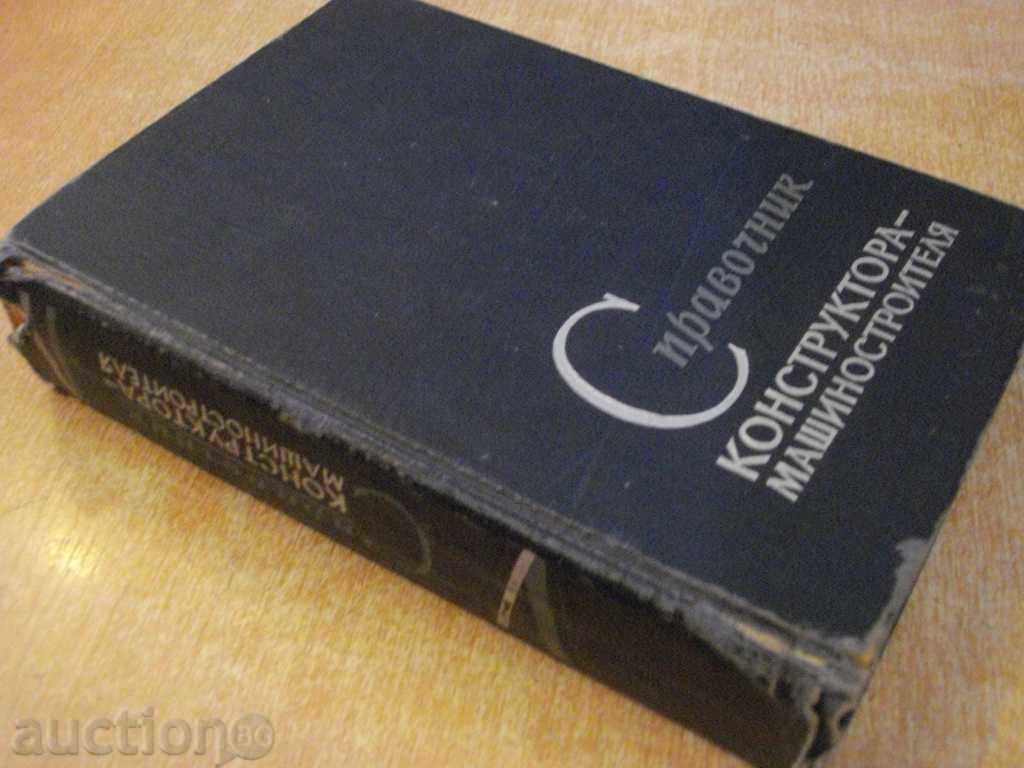 Справочник
КОНСТРУКТОРА-
МАШИНОСТРОИТЕЛЯ
КОНСТРУКТОРА-
МАШИНОСТРОИТЕЛЯ
auction BG